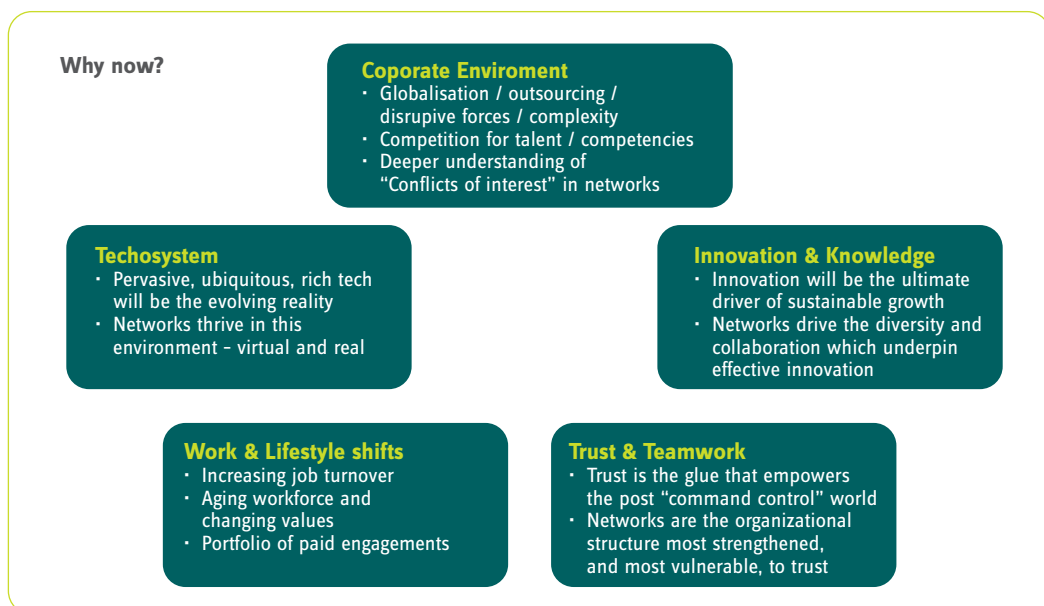 Why now?
Coporate Enviroment
· Globalisation / outsourcing /
disrupive forces / complexity
· Competition for talent / competencies
· Deeper understanding of
“Conflicts of interest” in networks
Techosystem
· Pervasive, ubiquitous, rich tech
will be the evolving reality
· Networks thrive in this
environment – virtual and real
Innovation & Knowledge
· Innovation will be the ultimate
driver of sustainable growth
· Networks drive the diversity and
collaboration which underpin
effective innovation
Work & Lifestyle shifts
· Increasing job turnover
· Aging workforce and
changing values
· Portfolio of paid engagements
Trust & Teamwork
· Trust is the glue that empowers
the post “command control” world
· Networks are the organizational
structure most strengthened,
and most vulnerable, to trust